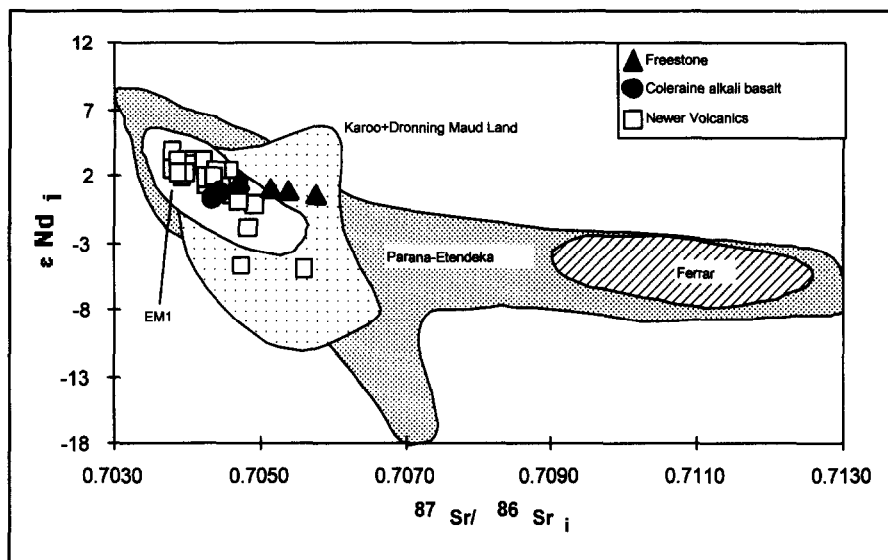 12
7
2
-3
-8
-13
-18
ε Nd i
Freestone
Coleraine alkali basalt
Newer Volcanics
Karoo+Dronning Maud Land
Parana-Etendeka
Ferrar
EM1
0.7030 0.7050 0.7070 0.7090 0.7110 0.7130
87 Sr/ 86 Sr i